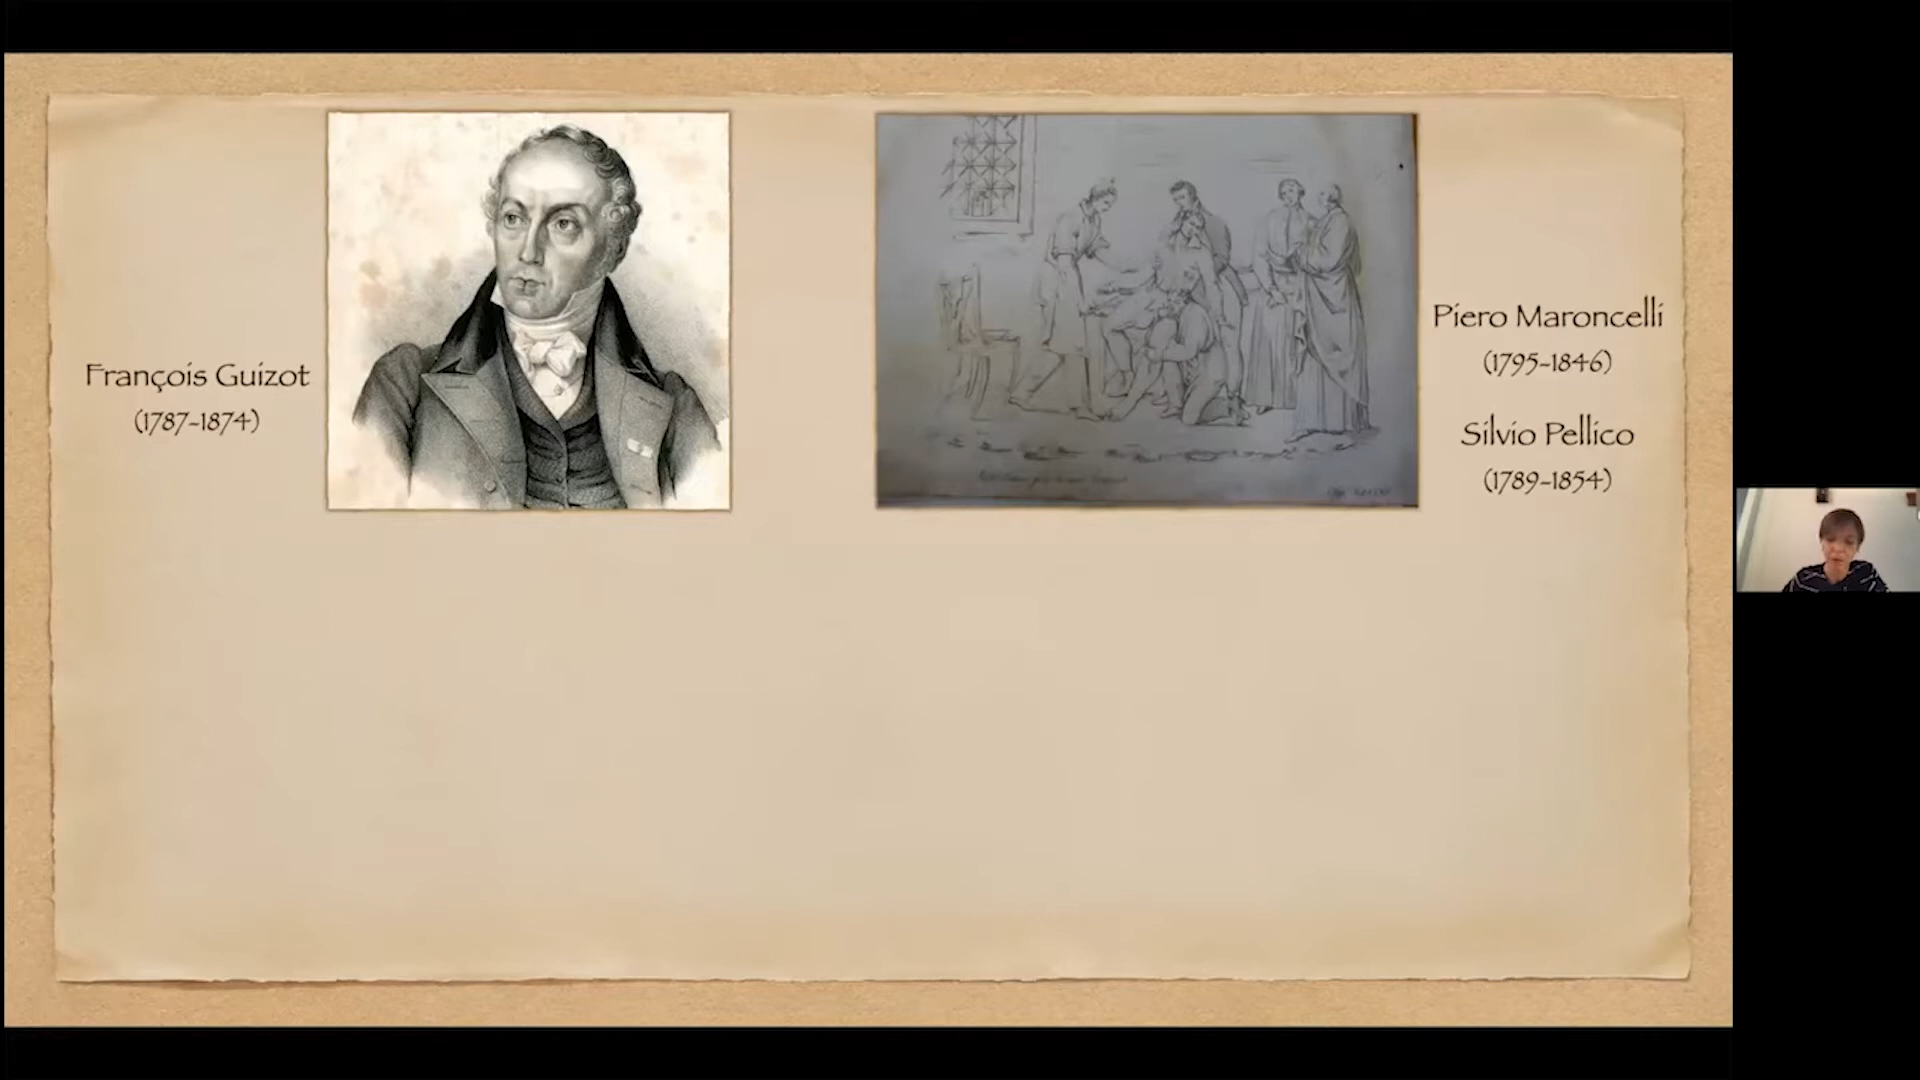 François Guizot
(1787-1874)
Piero Maroncelli
(1795-1846)
Silvio Pellico
(1789-1854)